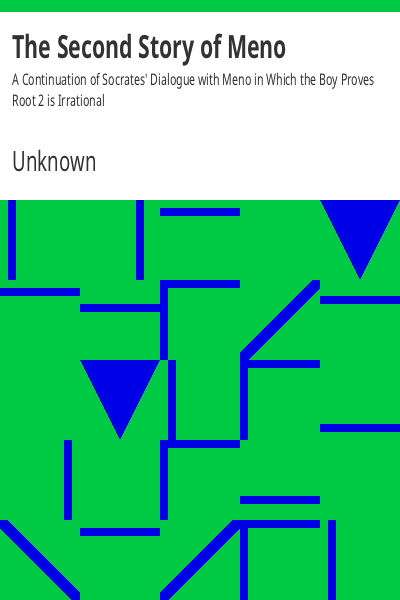 The Second Story of Meno
A Continuation of Socrates' Dialogue with Meno in Which the Boy Proves
Root 2 is Irrational
Unknown